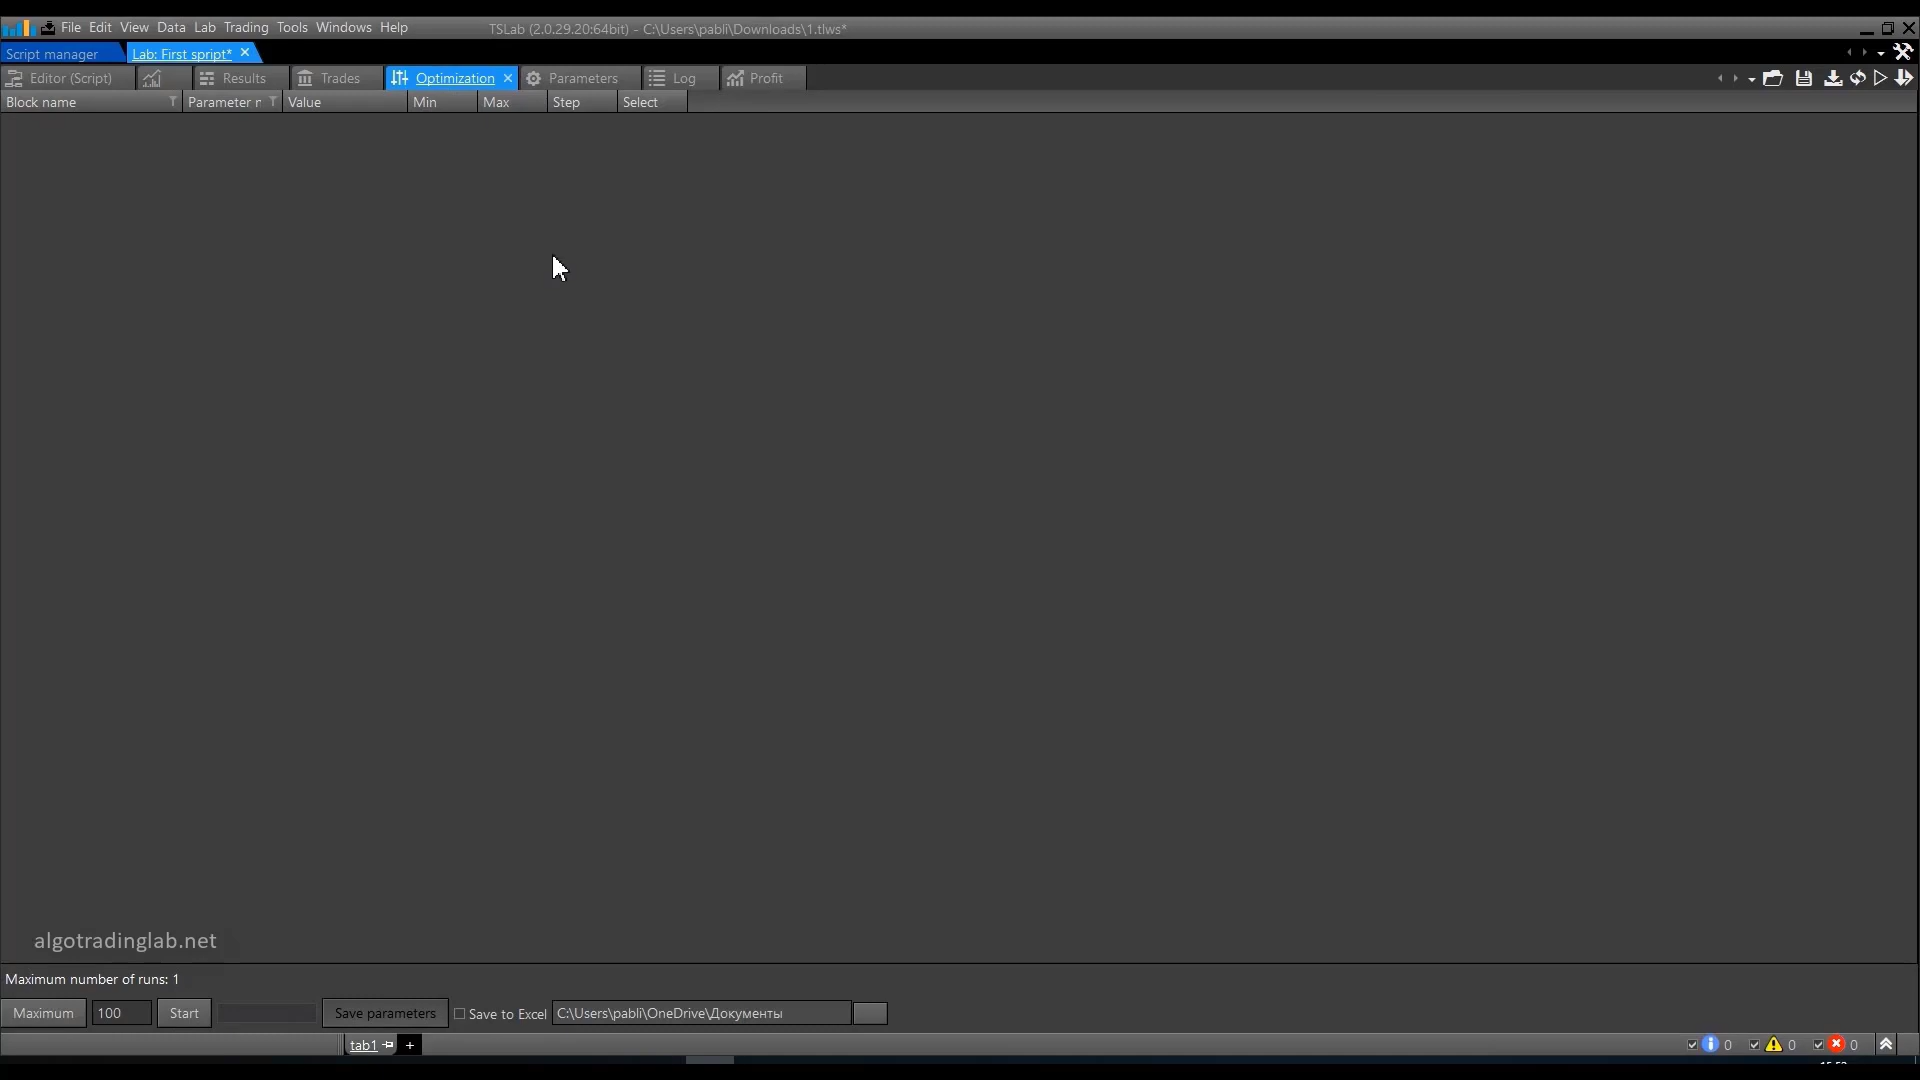 File Edit View Data Lab Trading Tools Windows Help TSLab (2.0.29.20:64bit) - C:\Users\pabli\Downloads\1.tlws*
Script manager Lab: First spript*
Editor (Script) Results Trades Optimization Parameters Log Profit
Block name Parameter Value Min Max Step Select
algotradinglab.net
Maximum number of runs: 1
Maximum 100 Start Save parameters Save to Excel C:\Users\pabli\OneDrive\Документы
tab1 + 0 0 0